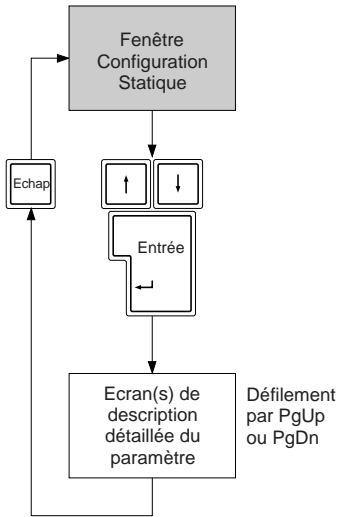 Fenêtre
Configuration
Statique
Echap
Entrée
Ecran(s) de
description
détaillée du
paramètre
Défilement
par PgUp
ou PgDn